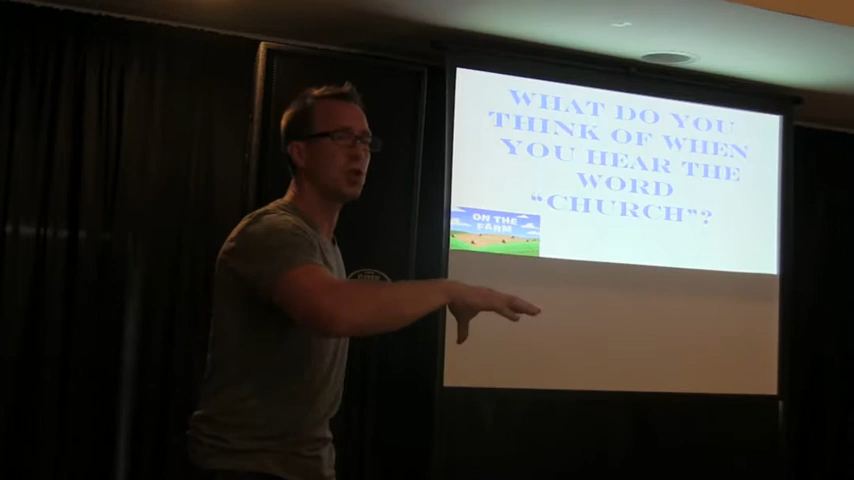 WHAT DO YOU
THINK OF WHEN
YOU HEAR THE
WORD
“CHURCH”?
ON THE
FARM